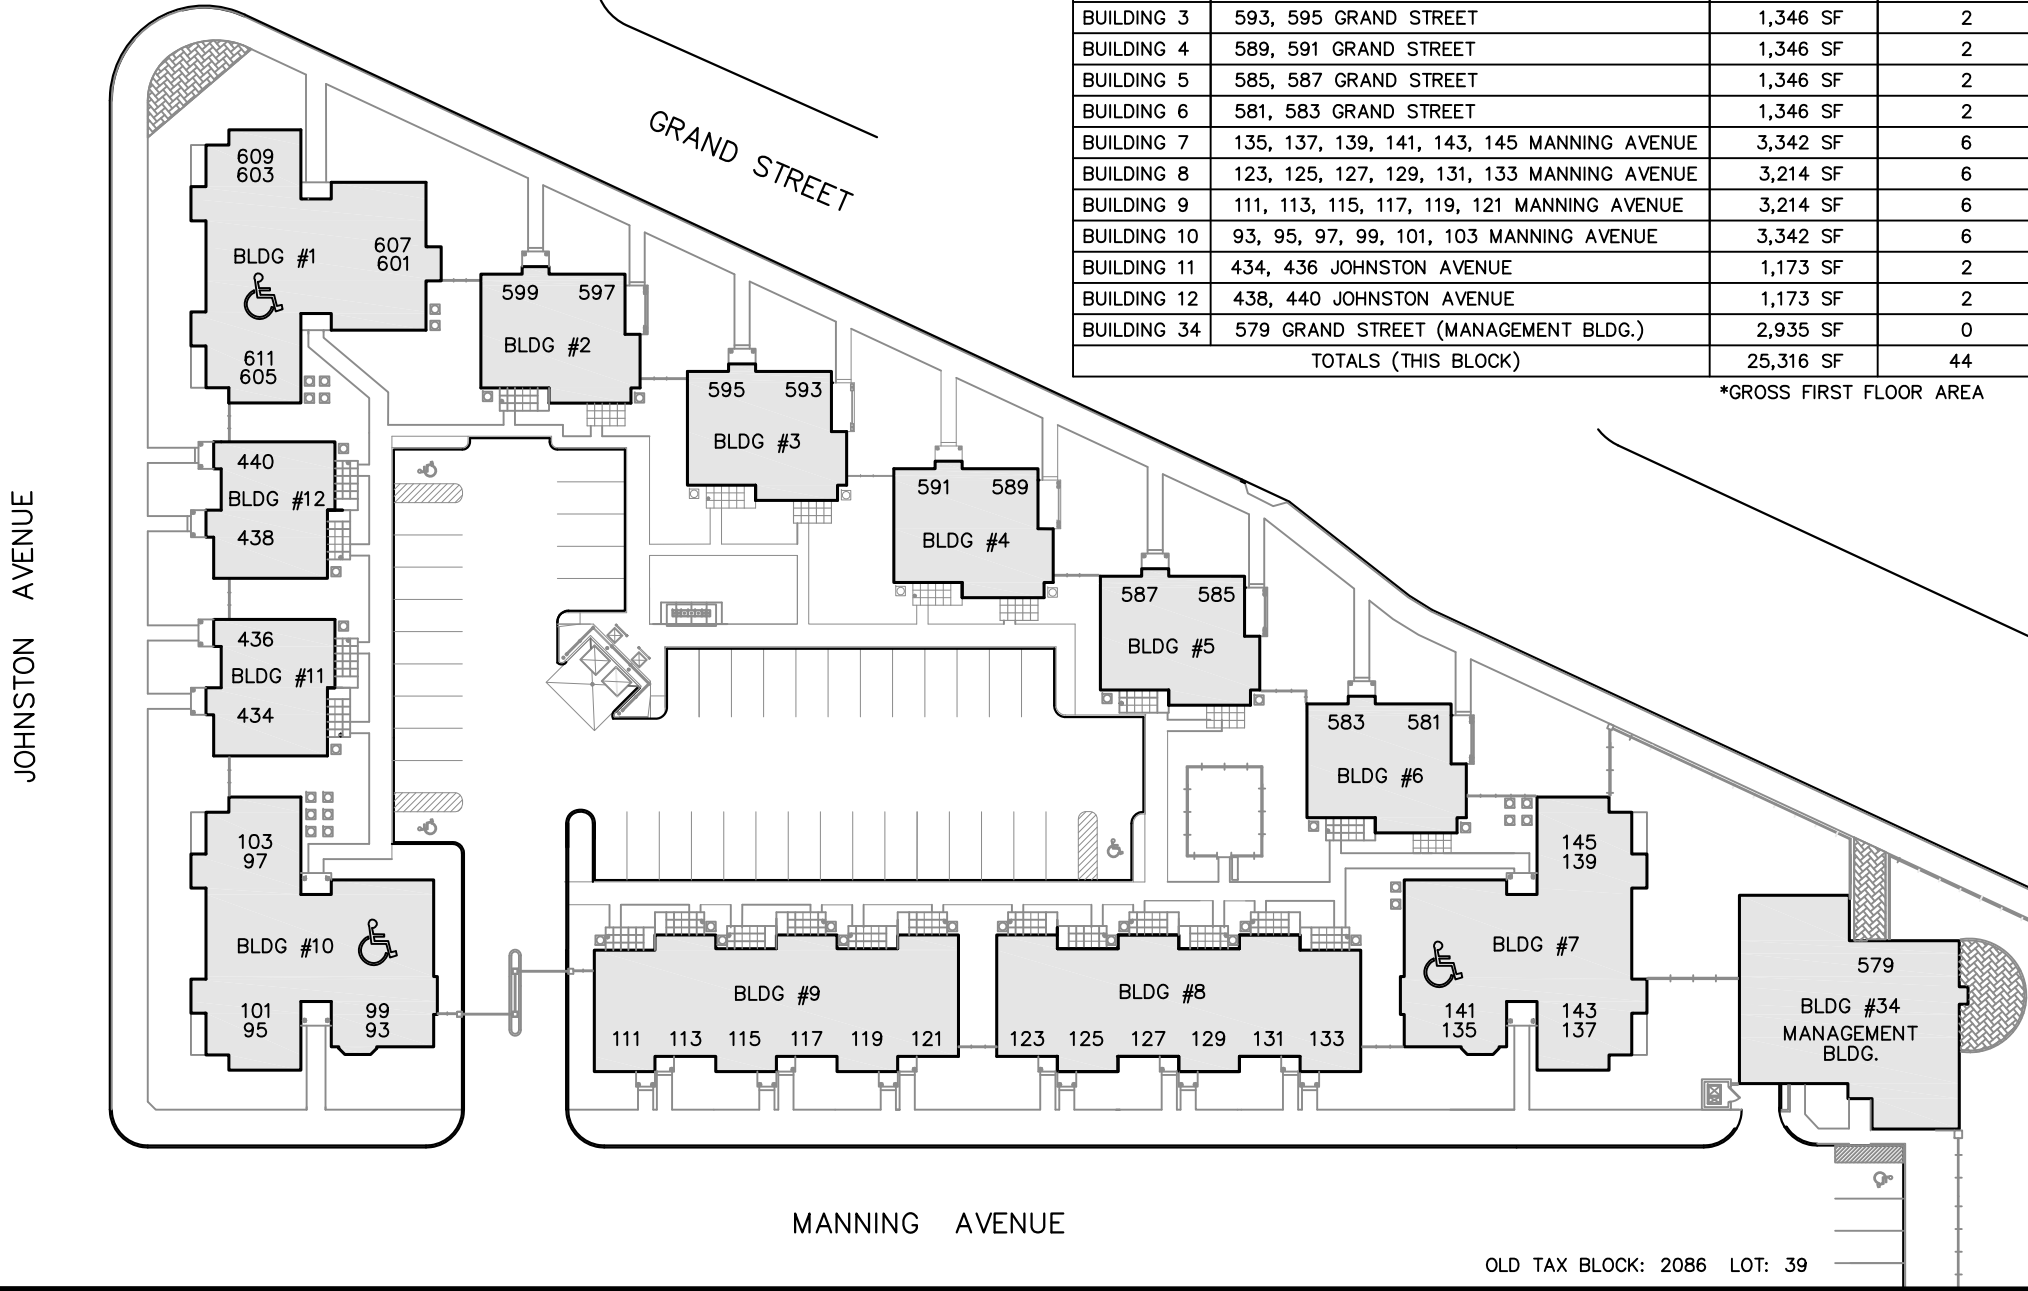 BUILDING 3 593, 595 GRAND STREET 1,346 SF 2
BUILDING 4 589, 591 GRAND STREET 1,346 SF 2
BUILDING 5 585, 587 GRAND STREET 1,346 SF 2
BUILDING 6 581, 583 GRAND STREET 1,346 SF 2
BUILDING 7 135, 137, 139, 141, 143, 145 MANNING AVENUE 3,342 SF 6
BUILDING 8 123, 125, 127, 129, 131, 133 MANNING AVENUE 3,214 SF 6
BUILDING 9 111, 113, 115, 117, 119, 121 MANNING AVENUE 3,214 SF 6
BUILDING 10 93, 95, 97, 99, 101, 103 MANNING AVENUE 3,342 SF 6
BUILDING 11 434, 436 JOHNSTON AVENUE 1,173 SF 2
BUILDING 12 438, 440 JOHNSTON AVENUE 1,173 SF 2
BUILDING 34 579 GRAND STREET (MANAGEMENT BLDG.) 2,935 SF 0
TOTALS (THIS BLOCK) 25,316 SF 44
*GROSS FIRST FLOOR AREA
GRAND STREET
JOHNSTON AVENUE
609
603
607
601
BLDG #1
611
605
599 597
BLDG #2
595 593
BLDG #3
591 589
BLDG #4
587 585
BLDG #5
583 581
BLDG #6
440
BLDG #12
438
436
BLDG #11
434
103
97
BLDG #10
101
95
99
93
BLDG #9
111 113 115 117 119 121
BLDG #8
123 125 127 129 131 133
145
139
BLDG #7
141
135
143
137
579
BLDG #34
MANAGEMENT
BLDG.
MANNING AVENUE
OLD TAX BLOCK: 2086 LOT: 39